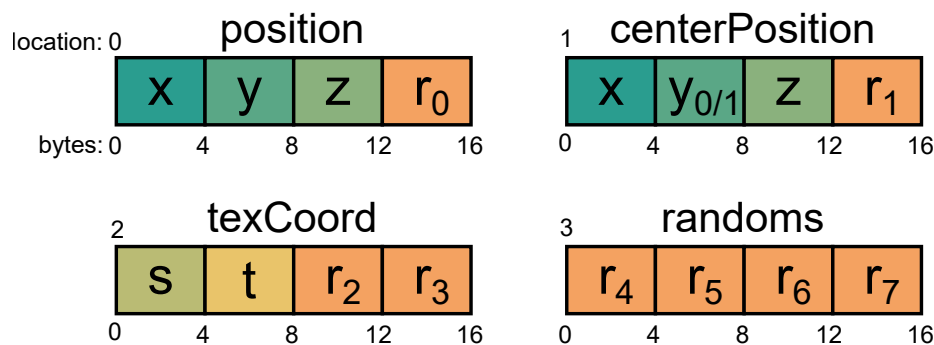 location: 0 position
x y z r0
bytes: 0 4 8 12 16
1 centerPosition
x y0/1 z r1
0 4 8 12 16
2 texCoord
s t r2 r3
0 4 8 12 16
3 randoms
r4 r5 r6 r7
0 4 8 12 16